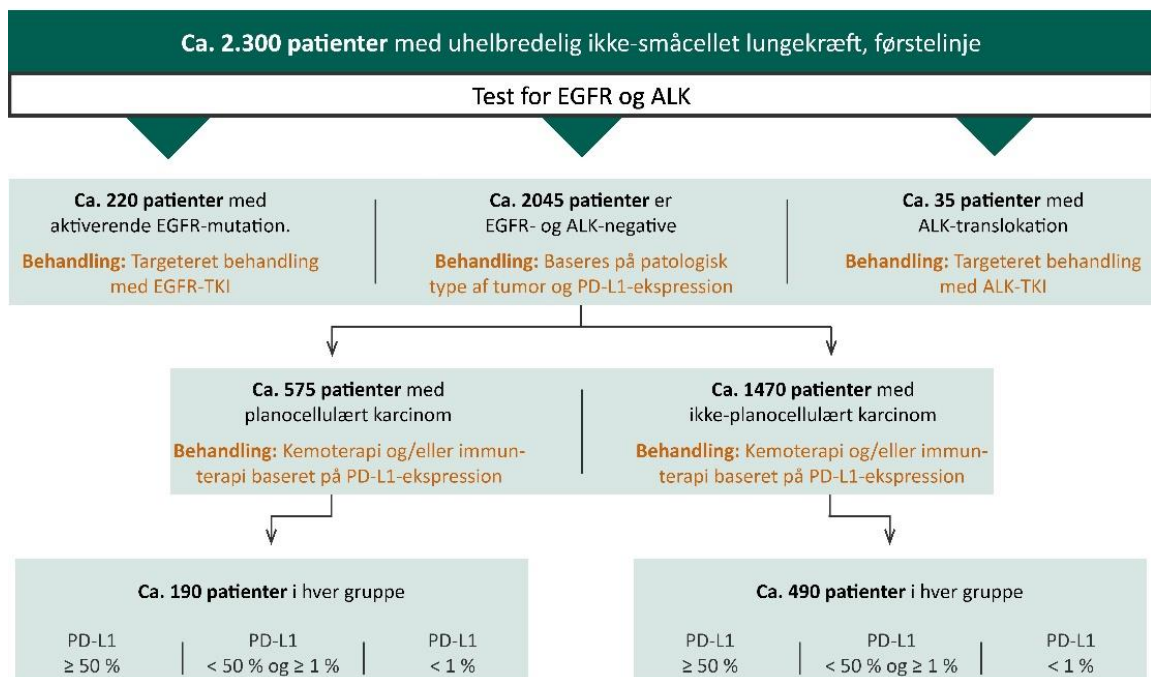 Ca. 2.300 patienter med uhelbredelig ikke-småcellet lungekræft, førstelinje
Test for EGFR og ALK
Ca. 220 patienter med
aktiverende EGFR-mutation.
Behandling: Targeteret behandling
med EGFR-TKI
Ca. 2045 patienter er
EGFR- og ALK-negative
Behandling: Baseres på patologisk
type af tumor og PD-L1-ekspression
Ca. 35 patienter med
ALK-translokation
Behandling: Targeteret behandling
med ALK-TKI
Ca. 575 patienter med
planocellulært karcinom
Behandling: Kemoterapi og/eller immun-
terapi baseret på PD-L1-ekspression
Ca. 1470 patienter med
ikke-planocellulært karcinom
Behandling: Kemoterapi og/eller immun-
terapi baseret på PD-L1-ekspression
Ca. 190 patienter i hver gruppe
PD-L1
≥ 50 %
PD-L1
< 50 % og ≥ 1 %
PD-L1
< 1 %
Ca. 490 patienter i hver gruppe
PD-L1
≥ 50 %
PD-L1
< 50 % og ≥ 1 %
PD-L1
< 1 %